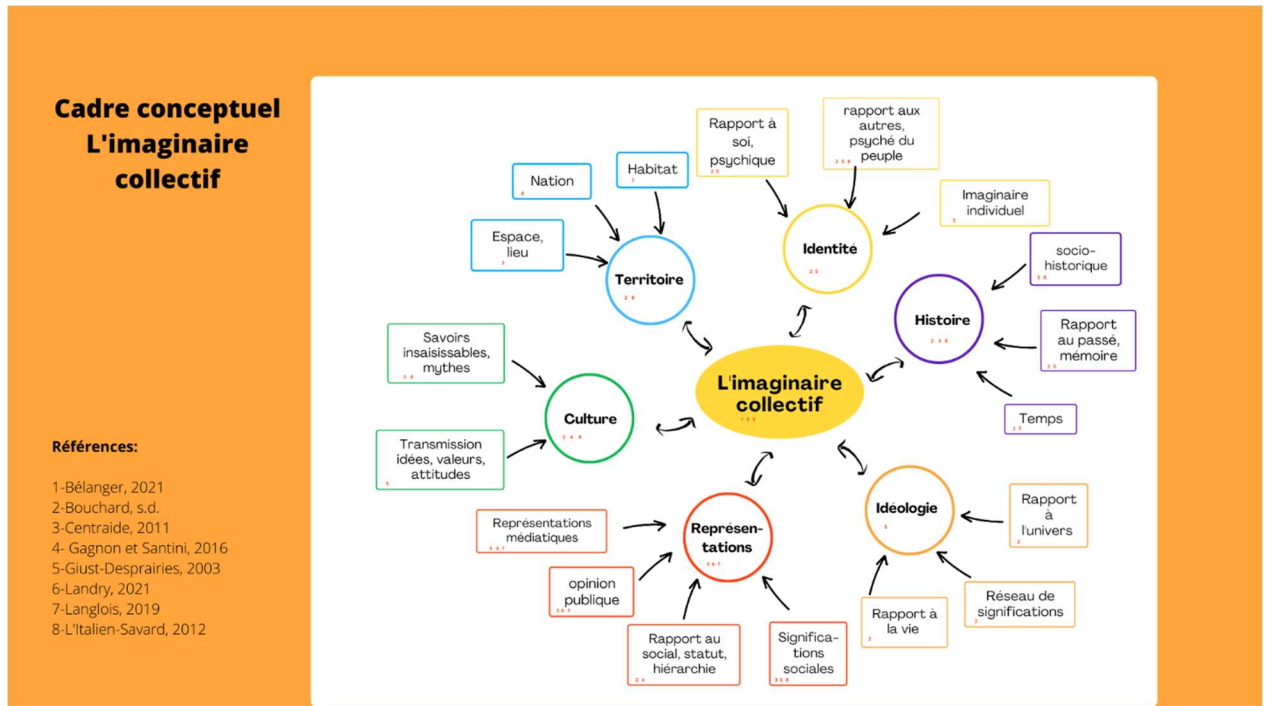 Cadre conceptuel
L'imaginaire
collectif
Références:
1-Bélanger, 2021
2-Bouchard, s.d.
3-Centraide, 2011
4- Gagnon et Santini, 2016
5-Giust-Desprairies, 2003
6-Landry, 2021
7-Langlois, 2019
8-L'Italien-Savard, 2012
L'imaginaire
collectif
Territoire
Nation
Habitat
Espace,
lieu
Identité
Rapport à
soi,
psychique
rapport aux
autres,
psyché du
peuple
Imaginaire
individuel
Histoire
socio-
historique
Rapport
au passé,
mémoire
Temps
Idéologie
Rapport
à
l'univers
Réseau de
significations
Rapport à
la vie
Représen-
tations
Significa-
tions
sociales
Rapport au
social, statut,
hiérarchie
opinion
publique
Représentations
médiatiques
Culture
Transmission
idées, valeurs,
attitudes
Savoirs
insaisissables,
mythes